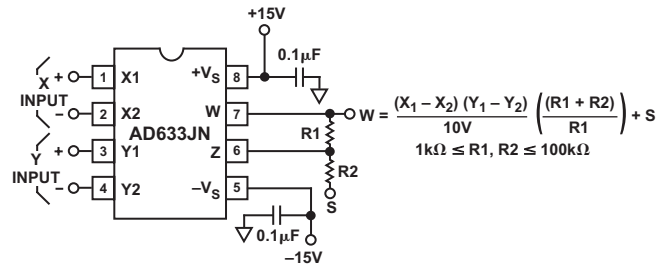 +15V
0.1μF
X INPUT
+
–
1 X1
2 X2
3 Y1
4 Y2
AD633JN
+VS 8
W 7
Z 6
–VS 5
Y INPUT
+
–
R1
R2
S
0.1μF
–15V
W = (X1 – X2) (Y1 – Y2) / 10V ((R1 + R2) / R1) + S
1kΩ ≤ R1, R2 ≤ 100kΩ